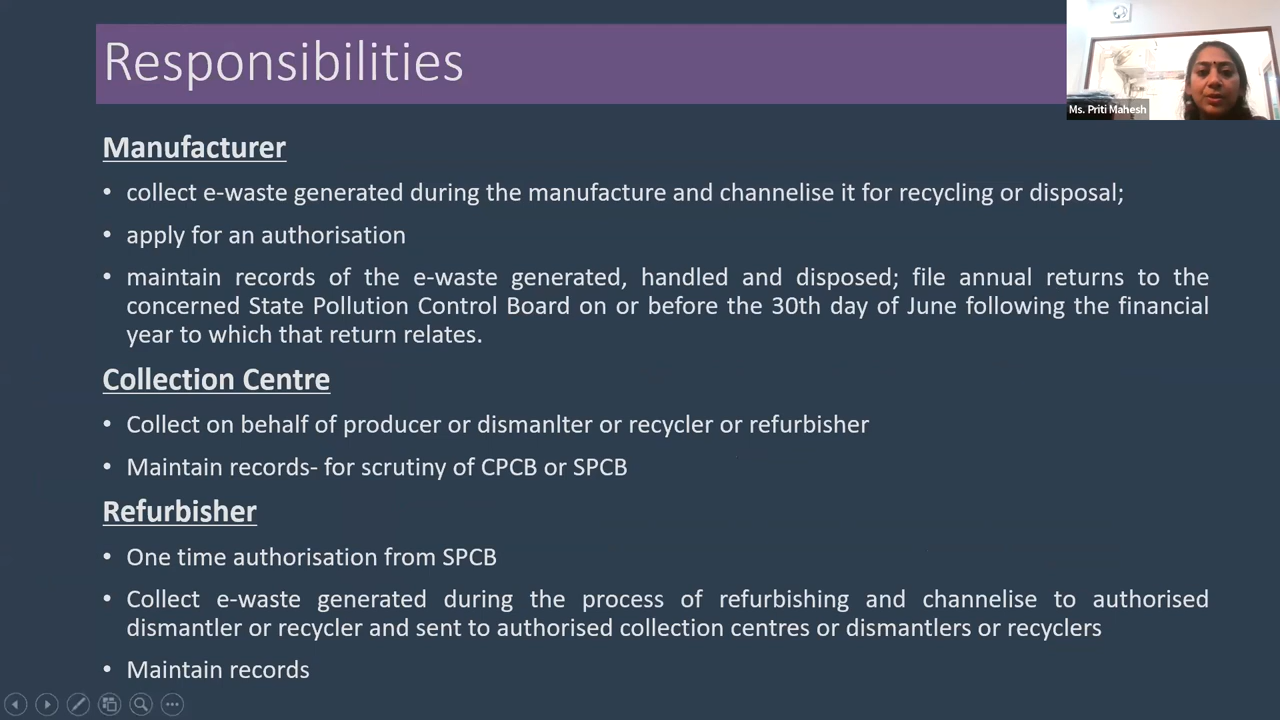 Responsibilities
Ms. Priti Mahesh
Manufacturer
• collect e-waste generated during the manufacture and channelise it for recycling or disposal;
• apply for an authorisation
• maintain records of the e-waste generated, handled and disposed; file annual returns to the
concerned State Pollution Control Board on or before the 30th day of June following the financial
year to which that return relates.
Collection Centre
• Collect on behalf of producer or dismanlter or recycler or refurbisher
• Maintain records- for scrutiny of CPCB or SPCB
Refurbisher
• One time authorisation from SPCB
• Collect e-waste generated during the process of refurbishing and channelise to authorised
dismantler or recycler and sent to authorised collection centres or dismantlers or recyclers
• Maintain records